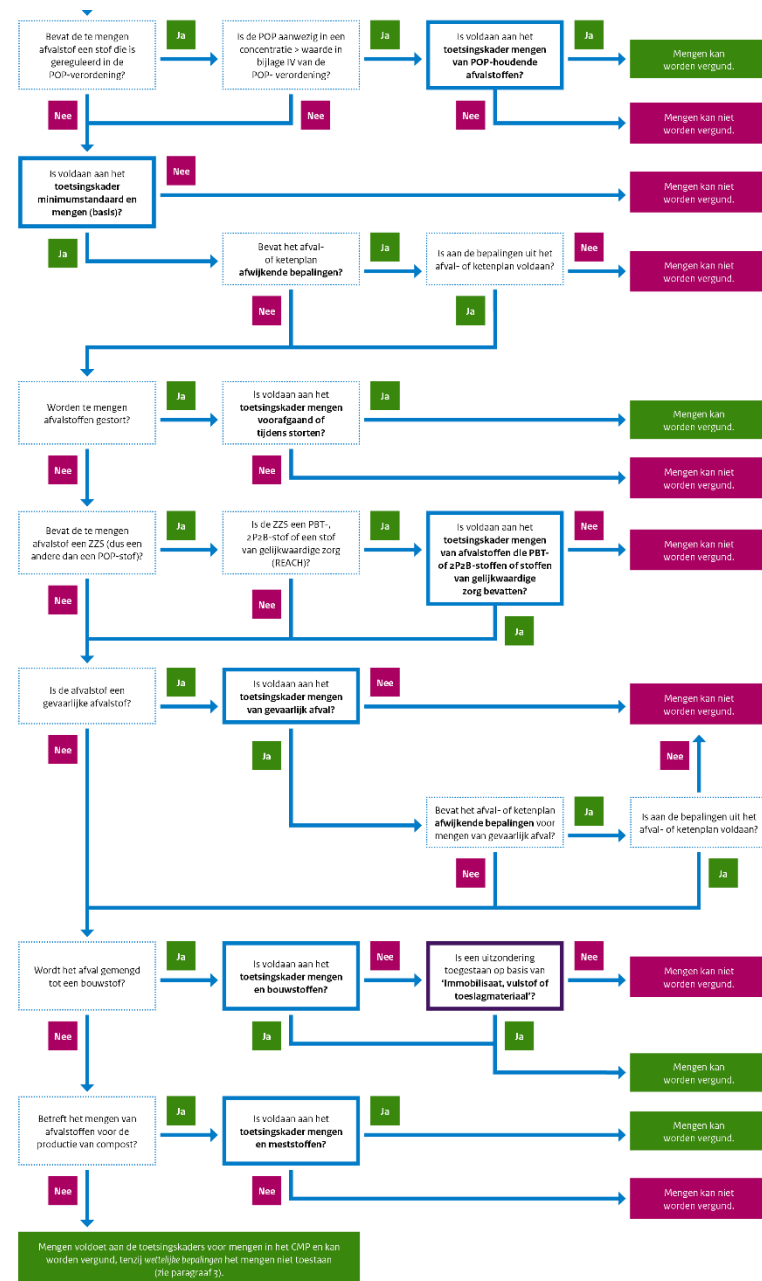 Bevat de te mengen
afvalstof een stof die is
gereguleerd in de
POP-verordening?
Ja
Is de POP aanwezig in een
concentratie > waarde in
bijlage IV van de
POP- verordening?
Ja
Is voldaan aan het
toetsingskader mengen
van POP-houdende
afvalstoffen?
Ja
Mengen kan
worden vergund.
Nee
Nee
Nee
Mengen kan niet
worden vergund.
Is voldaan aan het
toetsingskader
minimumstandaard en
mengen (basis)?
Nee
Mengen kan niet
worden vergund.
Ja
Bevat het afval-
of ketenplan
afwijkende bepalingen?
Ja
Is aan de bepalingen uit het
afval- of ketenplan voldaan?
Nee
Mengen kan niet
worden vergund.
Nee
Ja
Worden te mengen
afvalstoffen gestort?
Ja
Is voldaan aan het
toetsingskader mengen
voorafgaand of
tijdens storten?
Ja
Mengen kan
worden vergund.
Nee
Nee
Mengen kan niet
worden vergund.
Bevat de te mengen
afvalstof een ZZS (dus een
andere dan een POP-stof)?
Ja
Is de ZZS een PBT-,
2P2B-stof of een stof
van gelijkwaardige zorg
(REACH)?
Ja
Is voldaan aan het
toetsingskader mengen
van afvalstoffen die PBT-
of 2P2B-stoffen of stoffen
van gelijkwaardige
zorg bevatten?
Nee
Mengen kan niet
worden vergund.
Nee
Nee
Ja
Is de afvalstof een
gevaarlijke afvalstof?
Ja
Is voldaan aan het
toetsingskader mengen
van gevaarlijk afval?
Nee
Mengen kan niet
worden vergund.
Nee
Ja
Nee
Bevat het afval- of ketenplan
afwijkende bepalingen voor
mengen van gevaarlijk afval?
Ja
Is aan de bepalingen uit het
afval- of ketenplan voldaan?
Nee
Ja
Wordt het afval gemengd
tot een bouwstof?
Ja
Is voldaan aan het
toetsingskader mengen
en bouwstoffen?
Nee
Is een uitzondering
toegestaan op basis van
‘Immobilisaat, vulstof of
toeslagmateriaal’?
Nee
Mengen kan niet
worden vergund.
Nee
Ja
Ja
Mengen kan
worden vergund.
Betreft het mengen van
afvalstoffen voor de
productie van compost?
Ja
Is voldaan aan het
toetsingskader mengen
en meststoffen?
Ja
Mengen kan
worden vergund.
Nee
Nee
Mengen kan niet
worden vergund.
Mengen voldoet aan de toetsingskaders voor mengen in het CMP en kan
worden vergund, tenzij wettelijke bepalingen het mengen niet toestaan
(zie paragraaf 3).